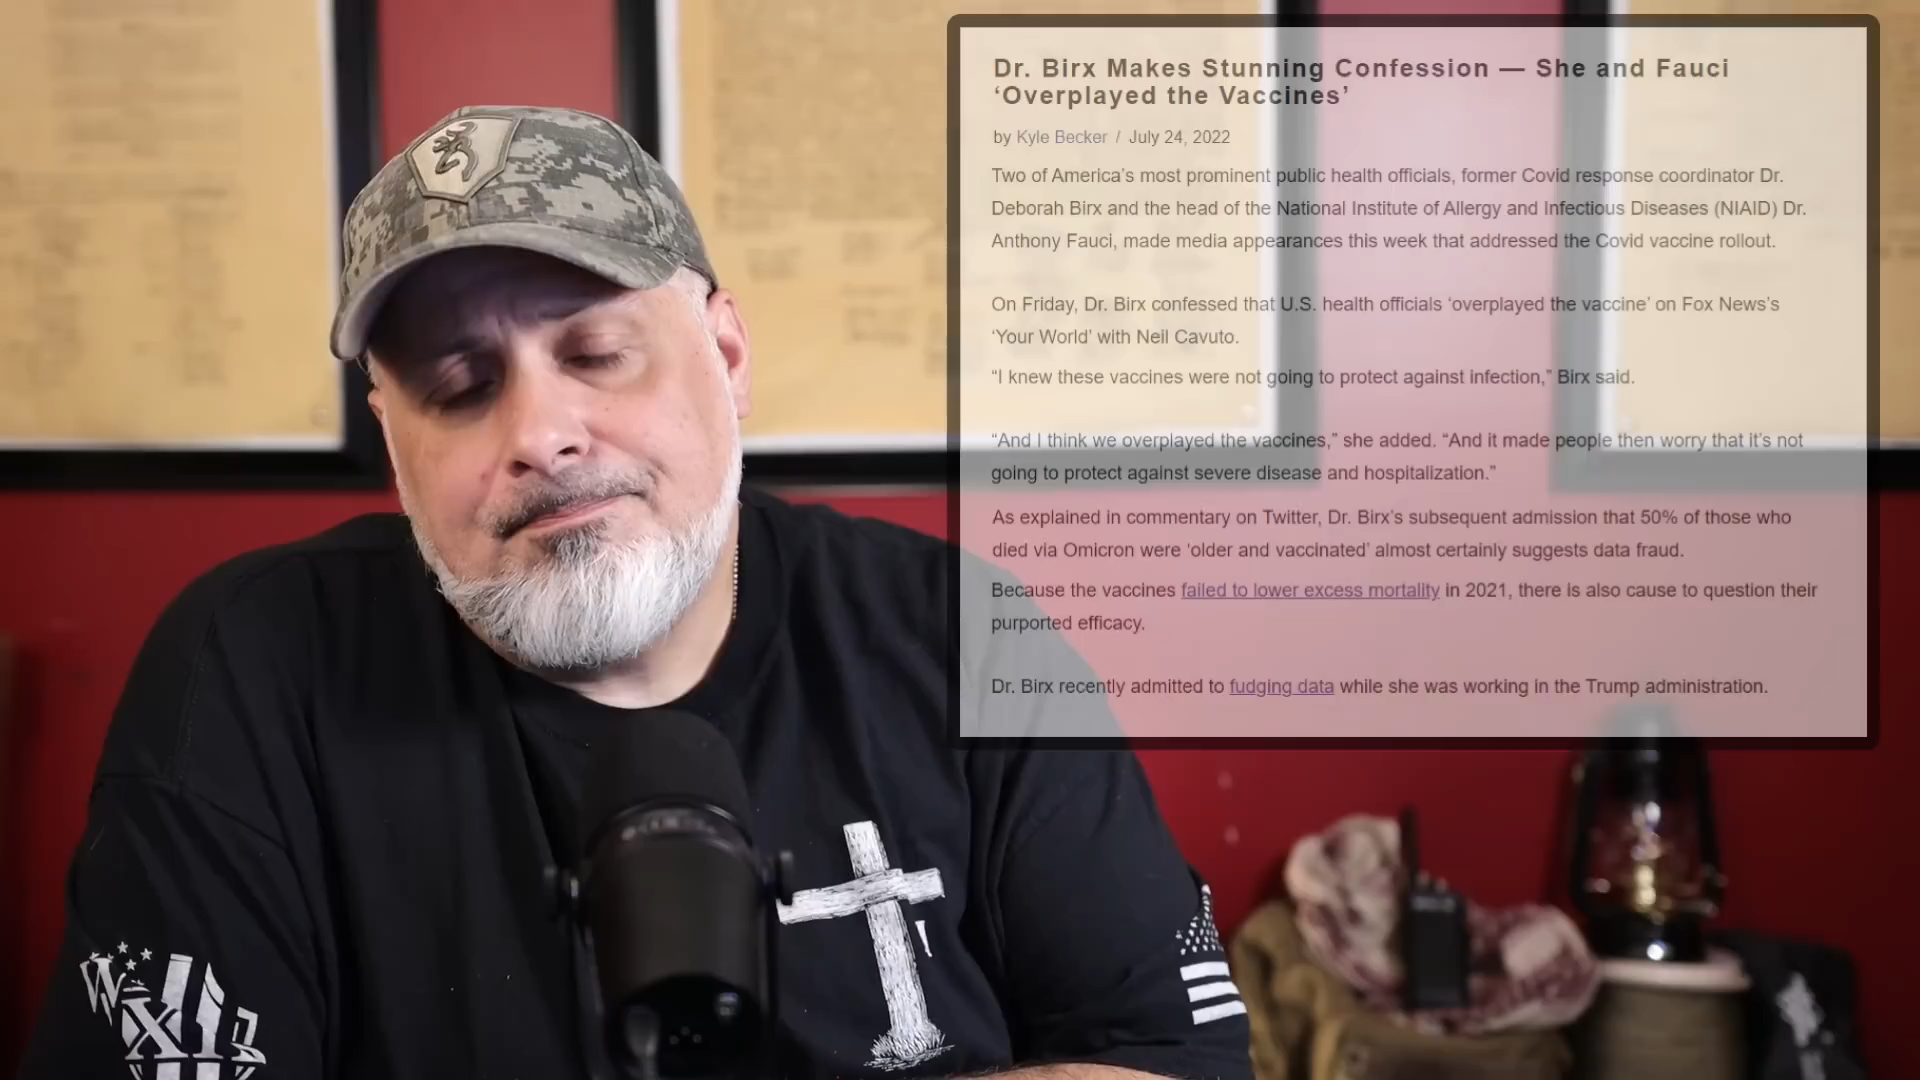 Dr. Birx Makes Stunning Confession — She and Fauci
‘Overplayed the Vaccines’
by Kyle Becker / July 24, 2022
Two of America’s most prominent public health officials, former Covid response coordinator Dr.
Deborah Birx and the head of the National Institute of Allergy and Infectious Diseases (NIAID) Dr.
Anthony Fauci, made media appearances this week that addressed the Covid vaccine rollout.
On Friday, Dr. Birx confessed that U.S. health officials ‘overplayed the vaccine’ on Fox News’s
‘Your World’ with Neil Cavuto.
“I knew these vaccines were not going to protect against infection,” Birx said.
“And I think we overplayed the vaccines,” she added. “And it made people then worry that it’s not
going to protect against severe disease and hospitalization.”
As explained in commentary on Twitter, Dr. Birx’s subsequent admission that 50% of those who
died via Omicron were ‘older and vaccinated’ almost certainly suggests data fraud.
Because the vaccines failed to lower excess mortality in 2021, there is also cause to question their
purported efficacy.
Dr. Birx recently admitted to fudging data while she was working in the Trump administration.